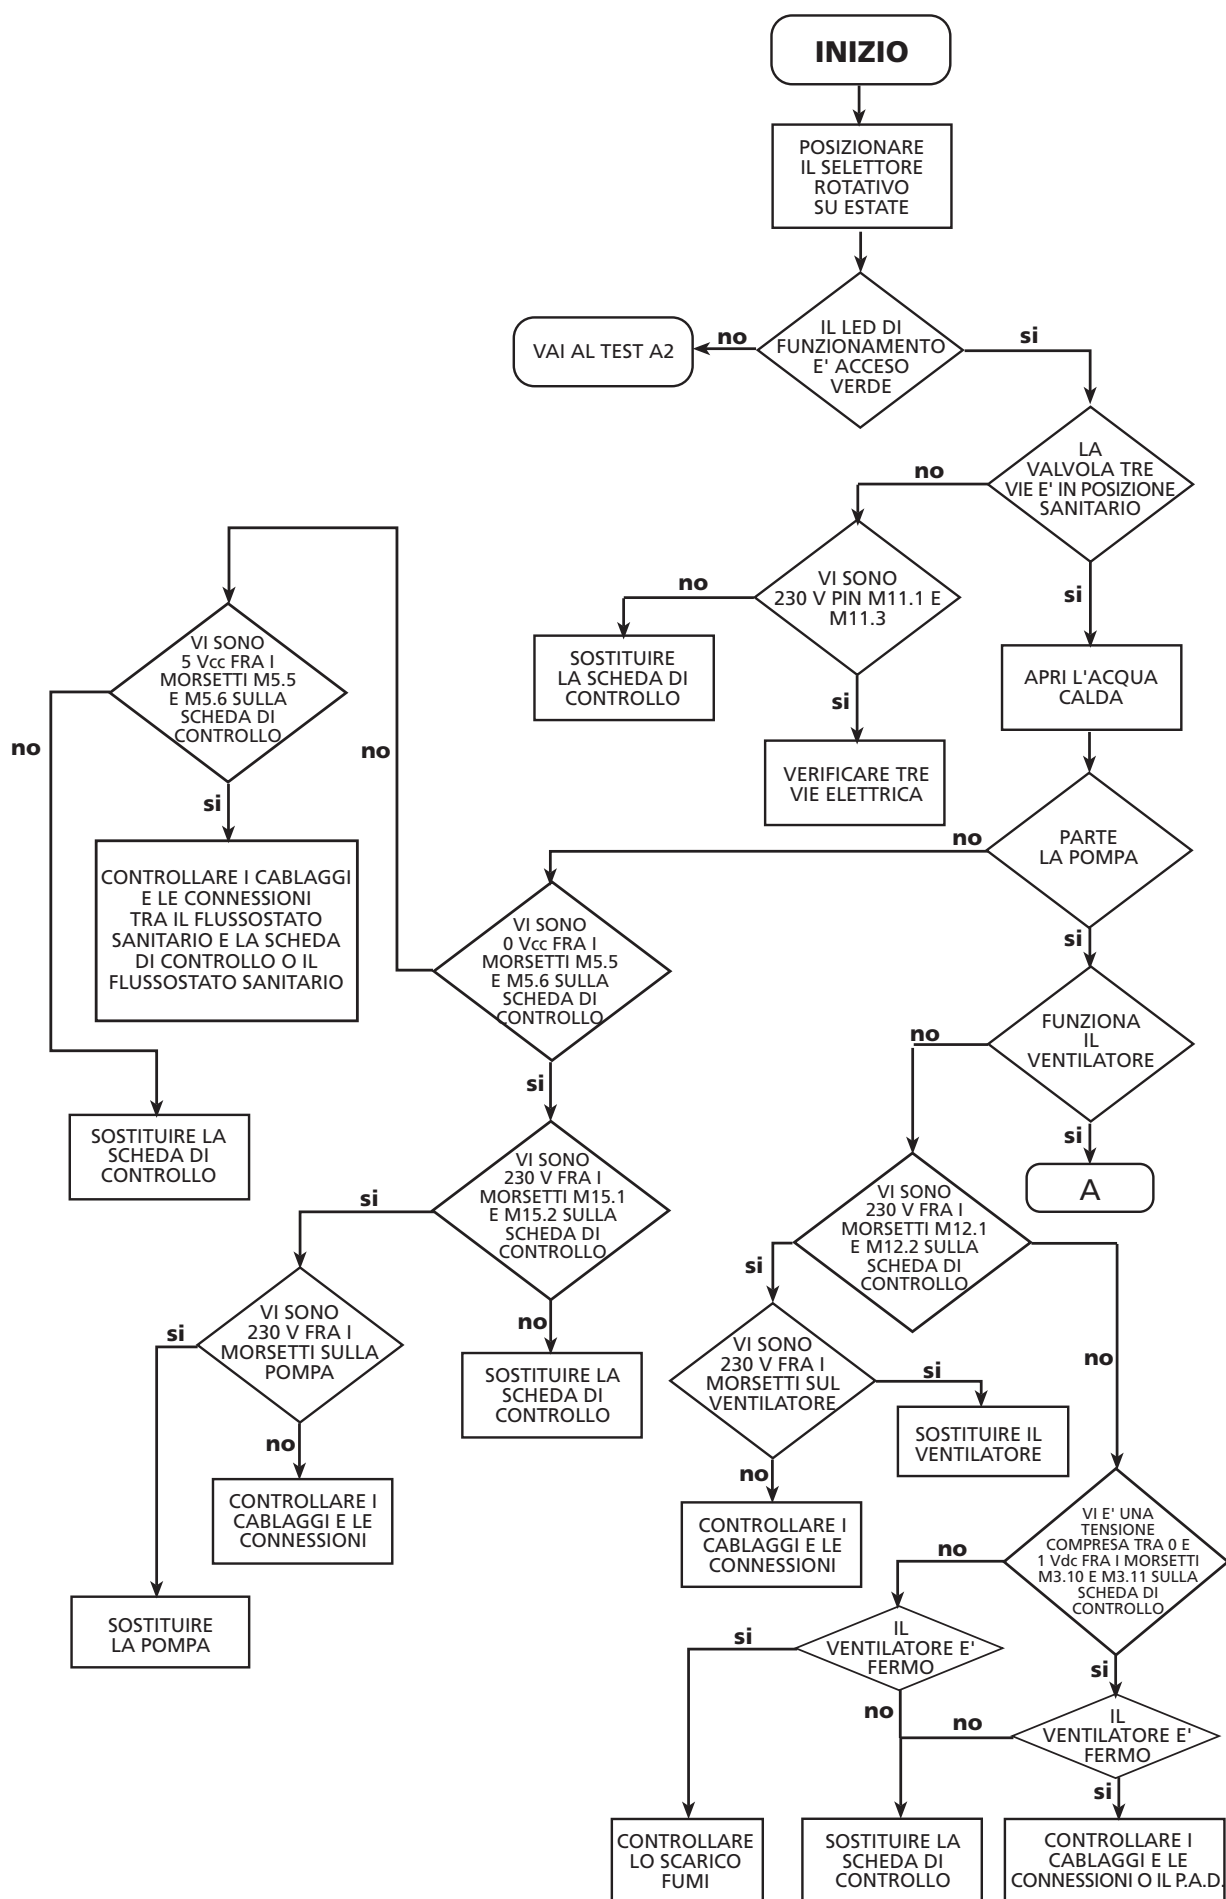 INIZIO
POSIZIONARE
IL SELETTORE
ROTATIVO
SU ESTATE
IL LED DI
FUNZIONAMENTO
E' ACCESO
VERDE
no
si
VAI AL TEST A2
LA
VALVOLA TRE
VIE E' IN POSIZIONE
SANITARIO
no
si
VI SONO
230 V PIN M11.1 E
M11.3
no
si
SOSTITUIRE
LA SCHEDA DI
CONTROLLO
VERIFICARE TRE
VIE ELETTRICA
APRI L'ACQUA
CALDA
PARTE
LA POMPA
no
si
VI SONO
5 Vcc FRA I
MORSETTI M5.5
E M5.6 SULLA
SCHEDA DI
CONTROLLO
no
si
CONTROLLARE I CABLAGGI
E LE CONNESSIONI
TRA IL FLUSSOSTATO
SANITARIO E LA SCHEDA
DI CONTROLLO O IL
FLUSSOSTATO SANITARIO
SOSTITUIRE LA
SCHEDA DI
CONTROLLO
VI SONO
0 Vcc FRA I
MORSETTI M5.5
E M5.6 SULLA
SCHEDA DI
CONTROLLO
no
si
VI SONO
230 V FRA I
MORSETTI M15.1
E M15.2 SULLA
SCHEDA DI
CONTROLLO
si
no
SOSTITUIRE LA
SCHEDA DI
CONTROLLO
VI SONO
230 V FRA I
MORSETTI SULLA
POMPA
si
no
CONTROLLARE I
CABLAGGI E LE
CONNESSIONI
SOSTITUIRE
LA POMPA
FUNZIONA
IL
VENTILATORE
no
si
A
VI SONO
230 V FRA I
MORSETTI M12.1
E M12.2 SULLA
SCHEDA DI
CONTROLLO
si
no
VI SONO
230 V FRA I
MORSETTI SUL
VENTILATORE
si
no
SOSTITUIRE IL
VENTILATORE
CONTROLLARE I
CABLAGGI E LE
CONNESSIONI
VI E' UNA
TENSIONE
COMPRESA TRA 0 E
1 Vdc FRA I MORSETTI
M3.10 E M3.11 SULLA
SCHEDA DI
CONTROLLO
no
si
IL
VENTILATORE E'
FERMO
si
no
IL
VENTILATORE E'
FERMO
no
si
CONTROLLARE
LO SCARICO
FUMI
SOSTITUIRE LA
SCHEDA DI
CONTROLLO
CONTROLLARE I
CABLAGGI E LE
CONNESSIONI O IL P.A.D.